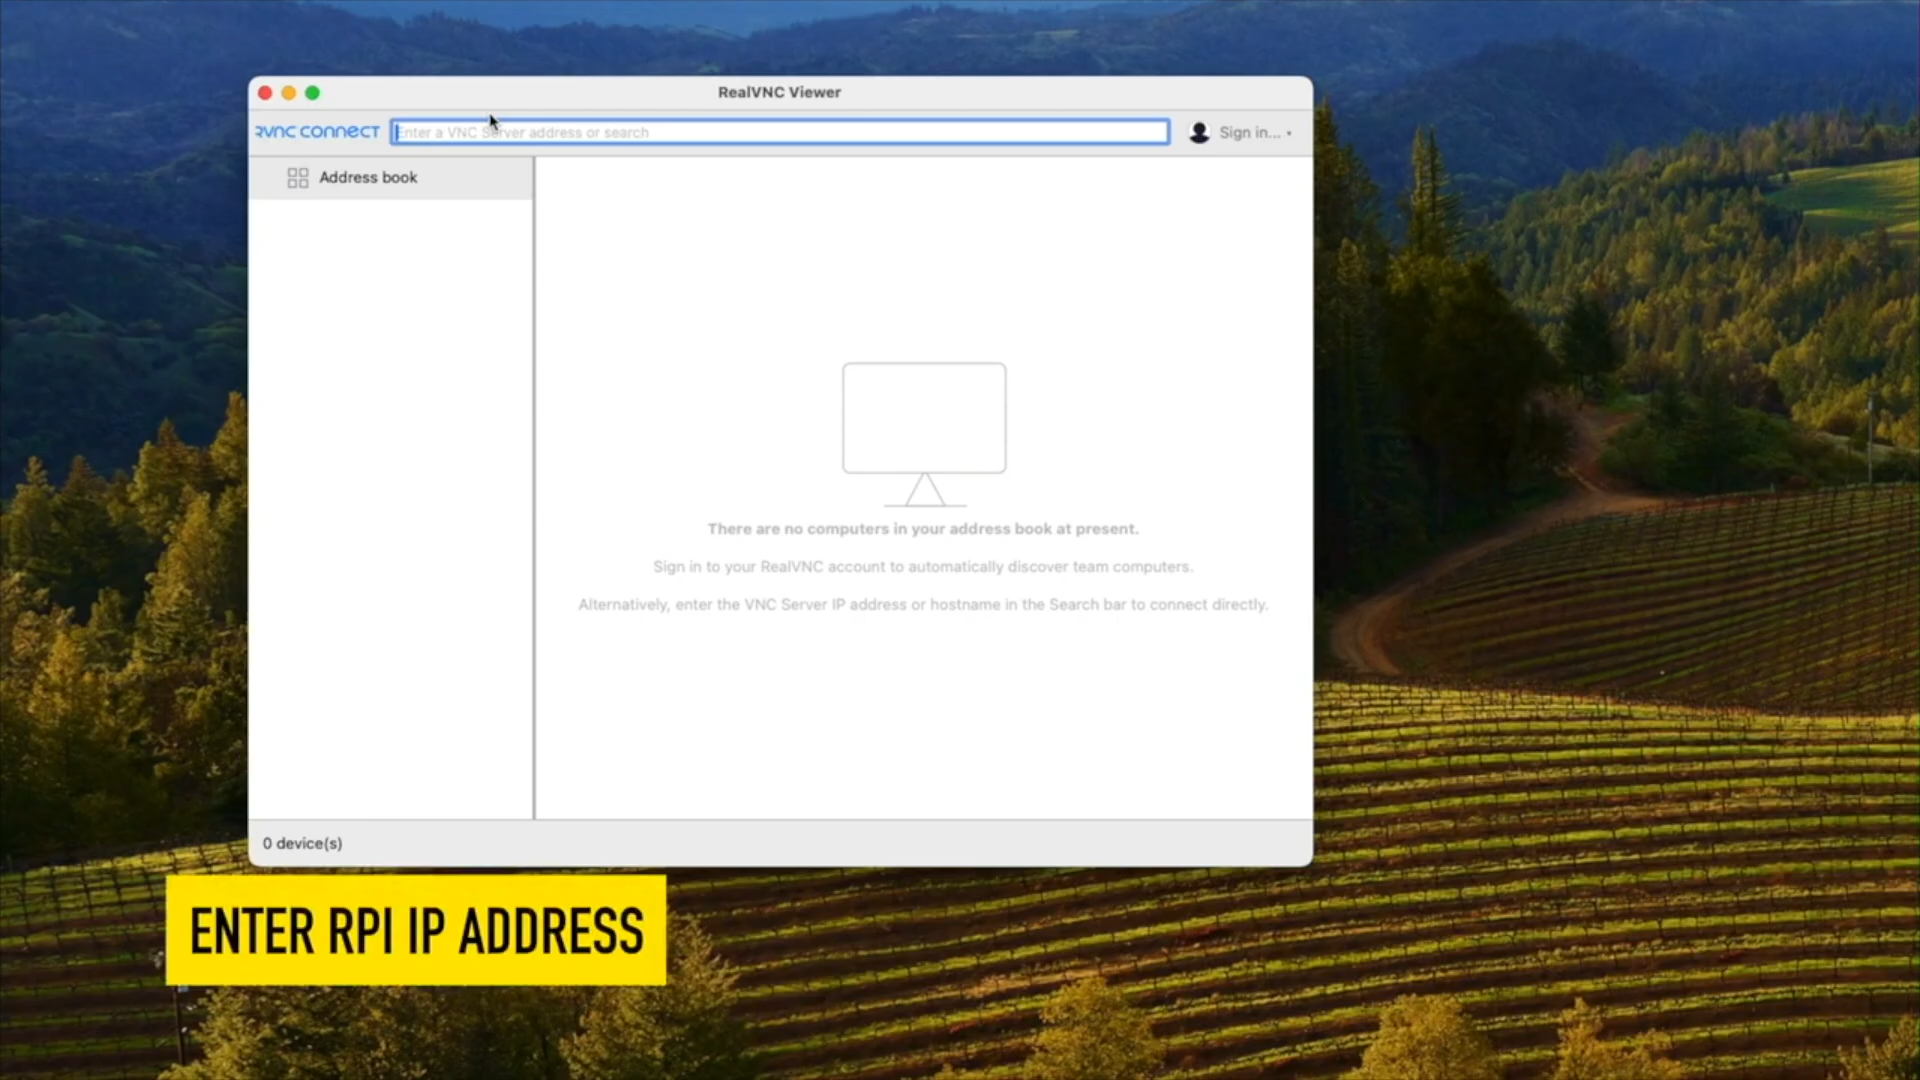 RealVNC Viewer
RVNC CONNECT
Enter a VNC Server address or search
Sign in...
Address book
There are no computers in your address book at present.
Sign in to your RealVNC account to automatically discover team computers.
Alternatively, enter the VNC Server IP address or hostname in the Search bar to connect directly.
0 device(s)
ENTER RPI IP ADDRESS